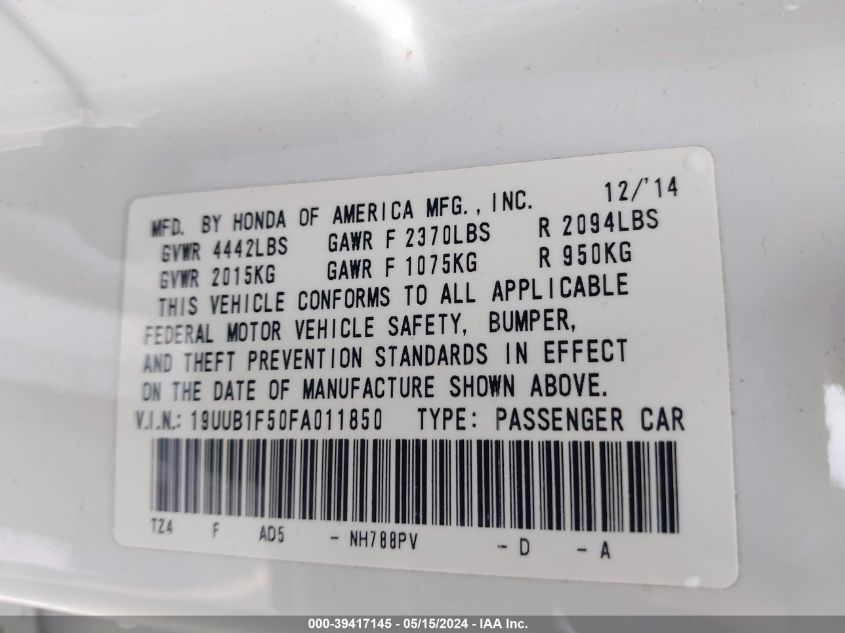 MFD. BY HONDA OF AMERICA MFG., INC. 12/'14
GVWR 4442LBS GAWR F 2370LBS R 2094LBS
GVWR 2015KG GAWR F 1075KG R 950KG
THIS VEHICLE CONFORMS TO ALL APPLICABLE
FEDERAL MOTOR VEHICLE SAFETY, BUMPER,
AND THEFT PREVENTION STANDARDS IN EFFECT
ON THE DATE OF MANUFACTURE SHOWN ABOVE.
V.I.N.: 19UUB1F50FA011850 TYPE: PASSENGER CAR
TZ4 F AD5 - NH788PV - D - A
000-39417145 - 05/15/2024 - IAA Inc.